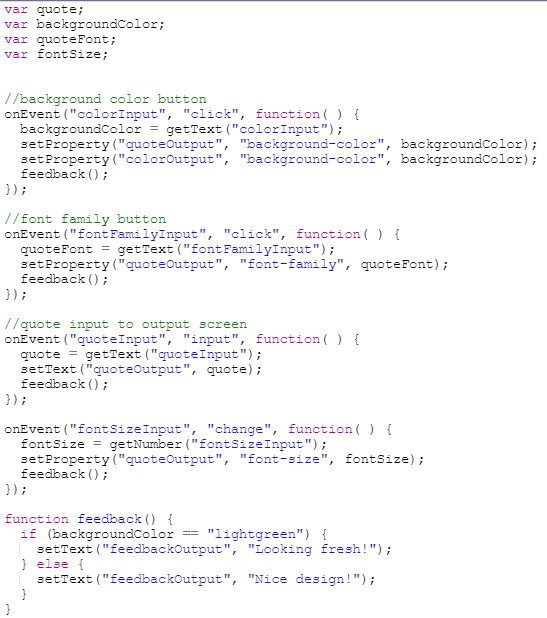 var quote;
var backgroundColor;
var quoteFont;
var fontSize;
//background color button
onEvent("colorInput", "click", function( ) {
  backgroundColor = getText("colorInput");
  setProperty("quoteOutput", "background-color", backgroundColor);
  setProperty("colorOutput", "background-color", backgroundColor);
  feedback();
});
//font family button
onEvent("fontFamilyInput", "click", function( ) {
  quoteFont = getText("fontFamilyInput");
  setProperty("quoteOutput", "font-family", quoteFont);
  feedback();
});
//quote input to output screen
onEvent("quoteInput", "input", function( ) {
  quote = getText("quoteInput");
  setText("quoteOutput", quote);
  feedback();
});
onEvent("fontSizeInput", "change", function( ) {
  fontSize = getNumber("fontSizeInput");
  setProperty("quoteOutput", "font-size", fontSize);
  feedback();
});
function feedback() {
  if (backgroundColor == "lightgreen") {
    setText("feedbackOutput", "Looking fresh!");
  } else {
    setText("feedbackOutput", "Nice design!");
  }
}